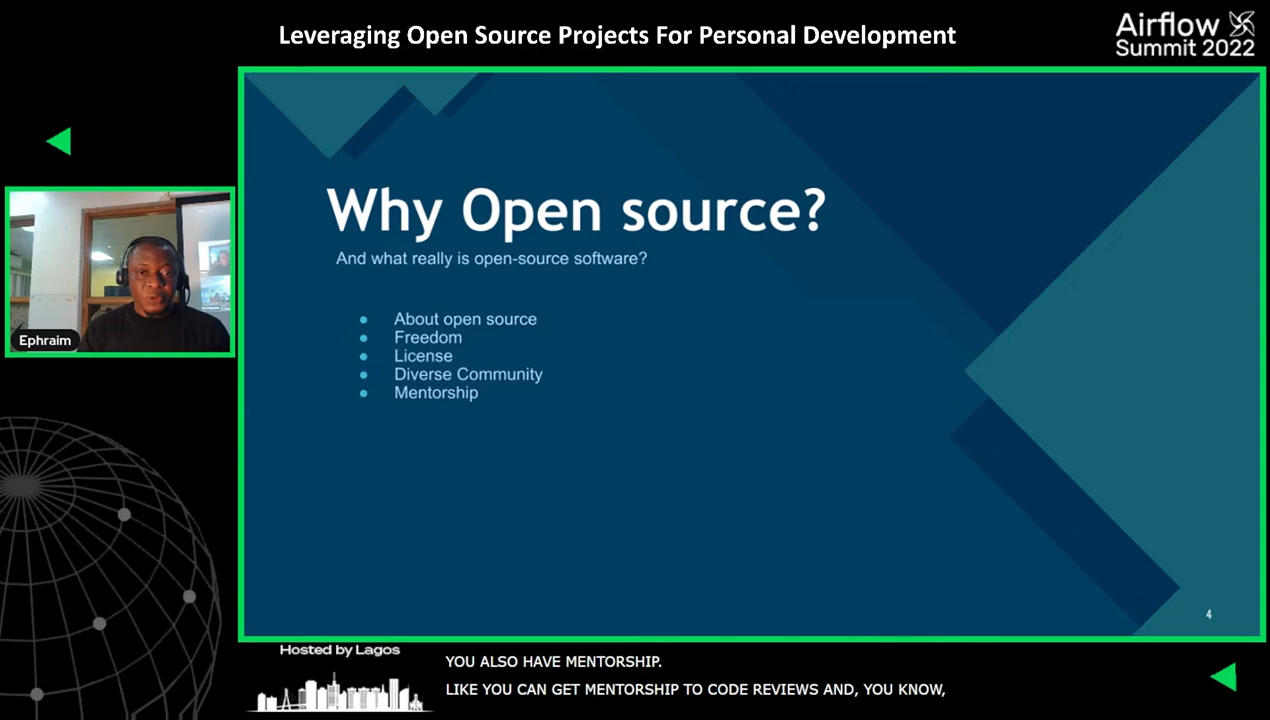 Leveraging Open Source Projects For Personal Development
Airflow
Summit 2022
Why Open source?
And what really is open-source software?
About open source
Freedom
License
Diverse Community
Mentorship
Ephraim
4
Hosted by Lagos
YOU ALSO HAVE MENTORSHIP.
LIKE YOU CAN GET MENTORSHIP TO CODE REVIEWS AND, YOU KNOW,